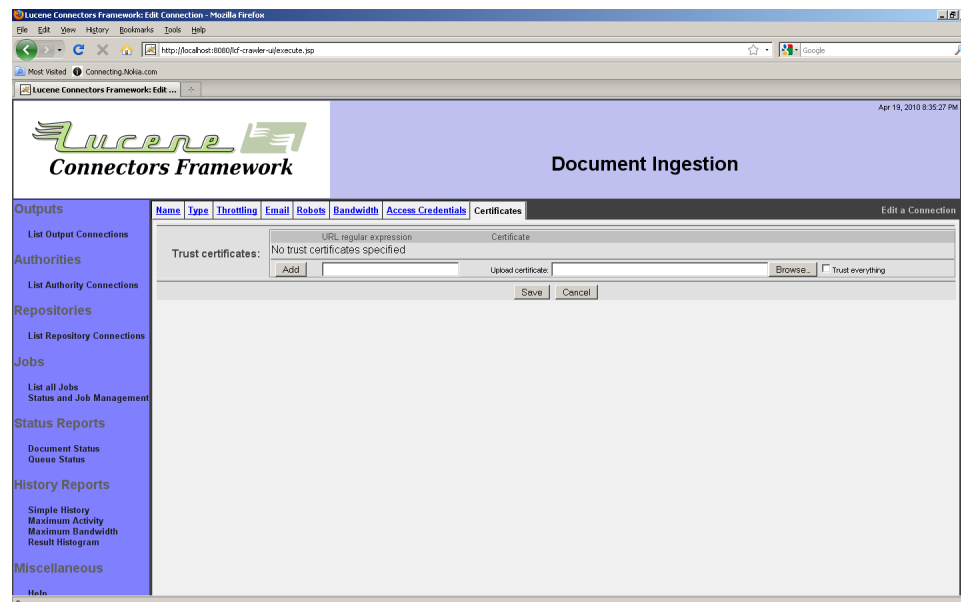 Lucene Connectors Framework: Edit Connection - Mozilla Firefox
File Edit View History Bookmarks Tools Help
http://localhost:8080/lcf-crawler-ui/execute.jsp
Google
Most Visited Connecting.Nokia.com
Lucene Connectors Framework: Edit ...
Apr 19, 2010 8:35:27 PM
Lucene
Connectors Framework
Document Ingestion
Outputs
Name Type Throttling Email Robots Bandwidth Access Credentials Certificates
Edit a Connection
List Output Connections
Authorities
List Authority Connections
Repositories
List Repository Connections
Jobs
List all Jobs
Status and Job Management
Status Reports
Document Status
Queue Status
History Reports
Simple History
Maximum Activity
Maximum Bandwidth
Result Histogram
Miscellaneous
Help
Trust certificates:
URL regular expression Certificate
No trust certificates specified
Add Upload certificate: Browse... Trust everything
Save Cancel